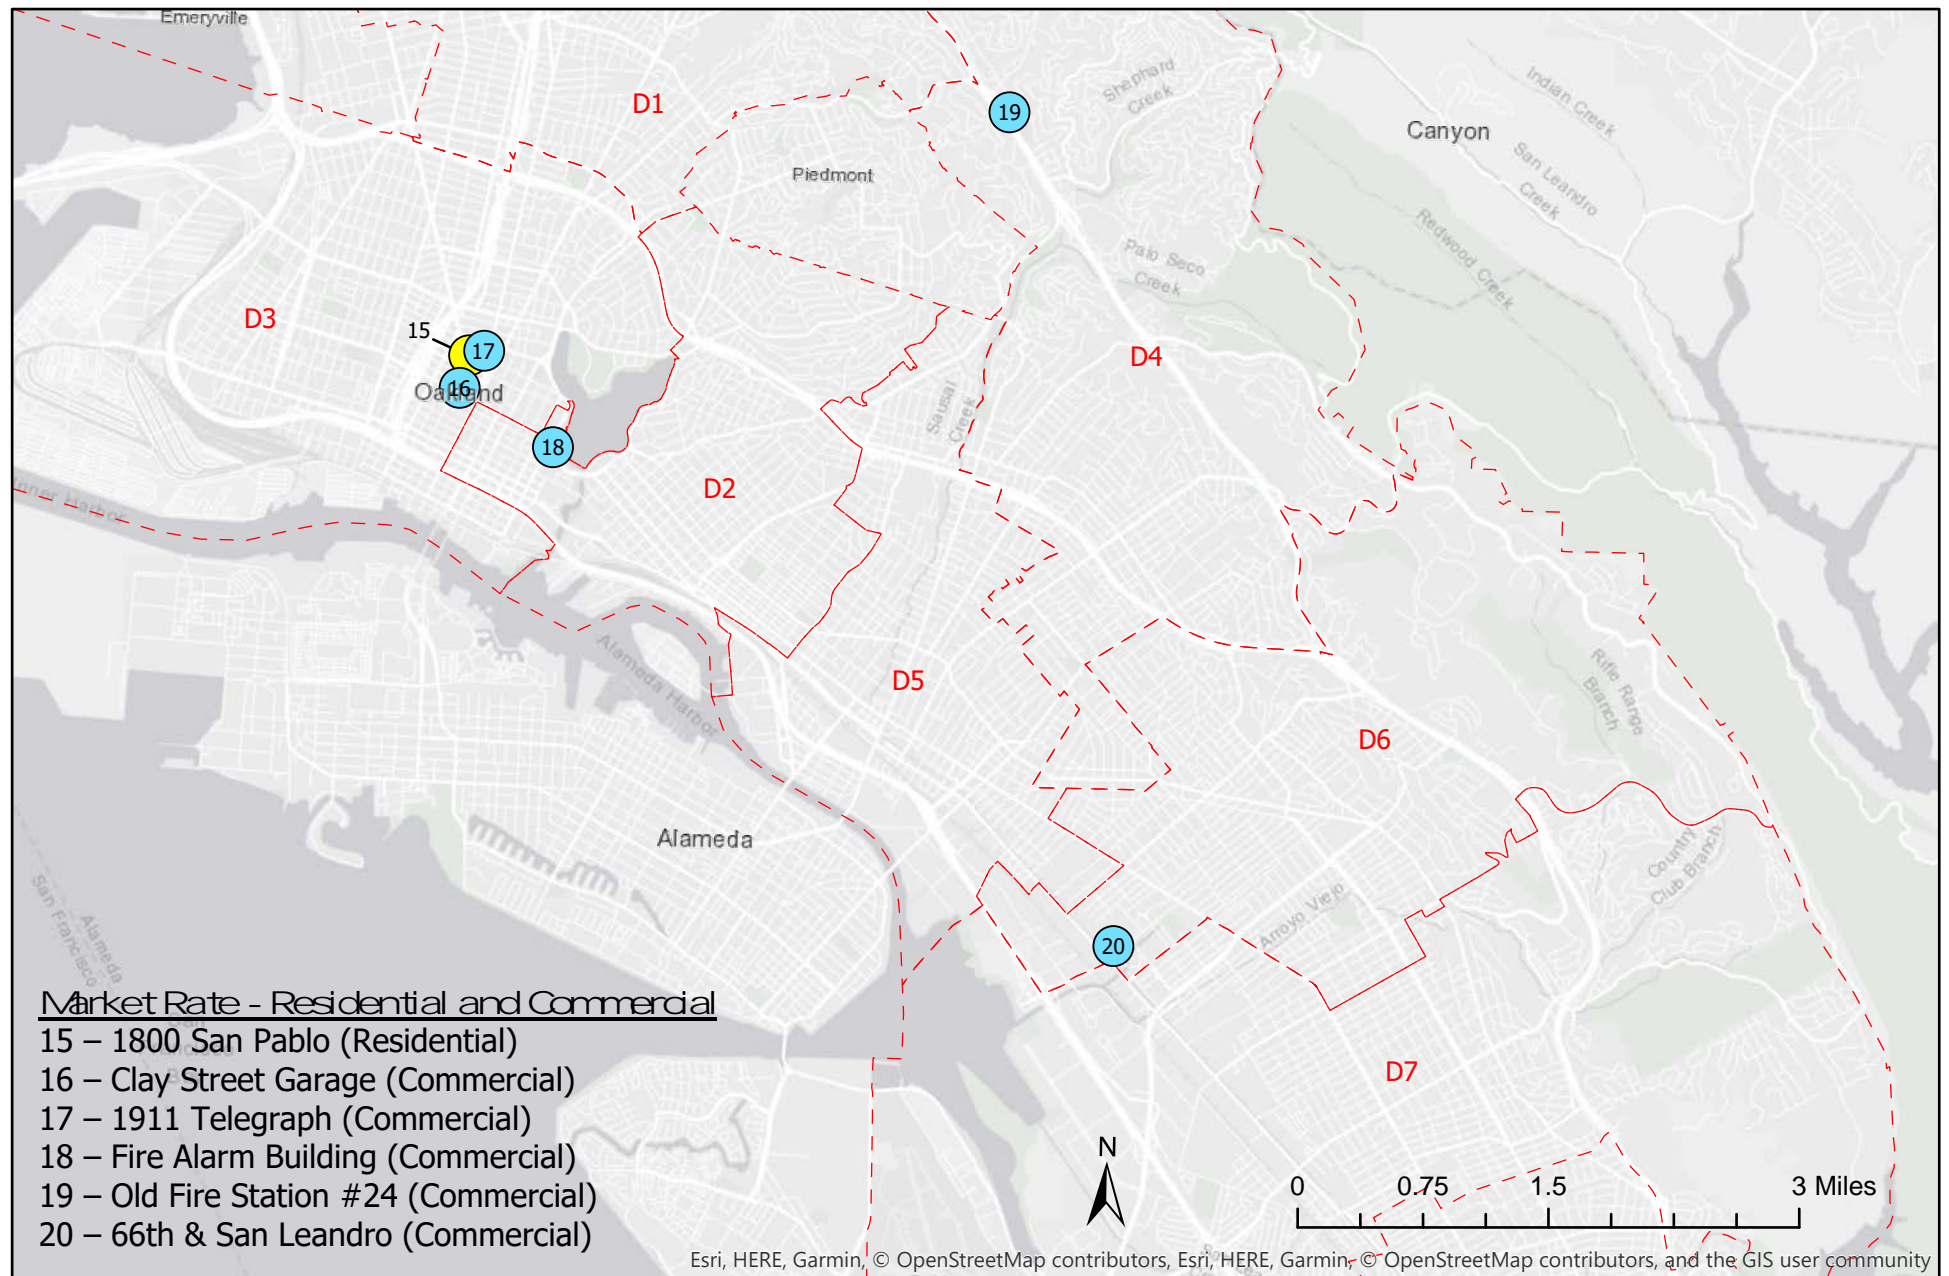 Emeryville
D1
19
Shephard
Creek
Indian Creek
Canyon
San Leandro
Creek
Piedmont
Redwood Creek
Palo Seco
Creek
D3
15
17
D4
16
Oakland
Sausal
Creek
18
D2
Inner Harbor
Alameda Harbor
D5
Rifle Range
Branch
D6
Alameda
Country
Club Branch
Arroyo Viejo
San Francisco
Alameda
20
Market Rate - Residential and Commercial
15 – 1800 San Pablo (Residential)
16 – Clay Street Garage (Commercial)
17 – 1911 Telegraph (Commercial)
18 – Fire Alarm Building (Commercial)
19 – Old Fire Station #24 (Commercial)
20 – 66th & San Leandro (Commercial)
San
D7
N
0 0.75 1.5 3 Miles
Esri, HERE, Garmin, © OpenStreetMap contributors, Esri, HERE, Garmin, © OpenStreetMap contributors, and the GIS user community